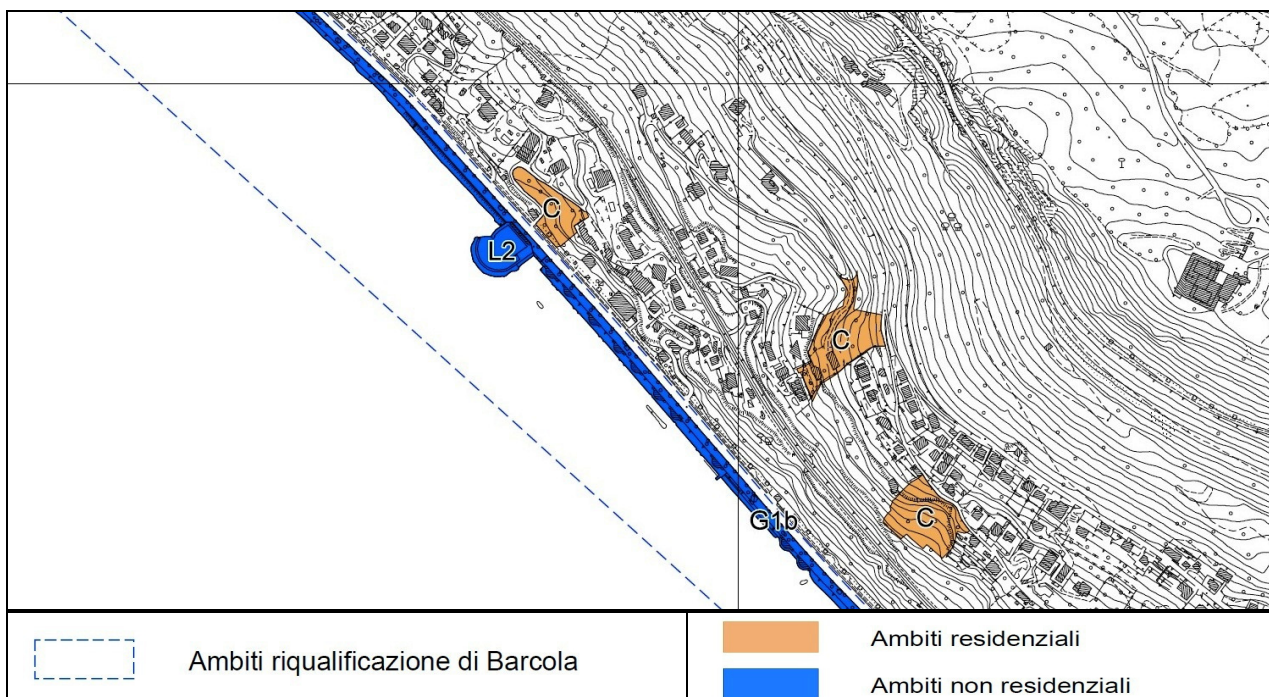 C
L2
C
C
G1b
Ambiti riqualificazione di Barcola
Ambiti residenziali
Ambiti non residenziali